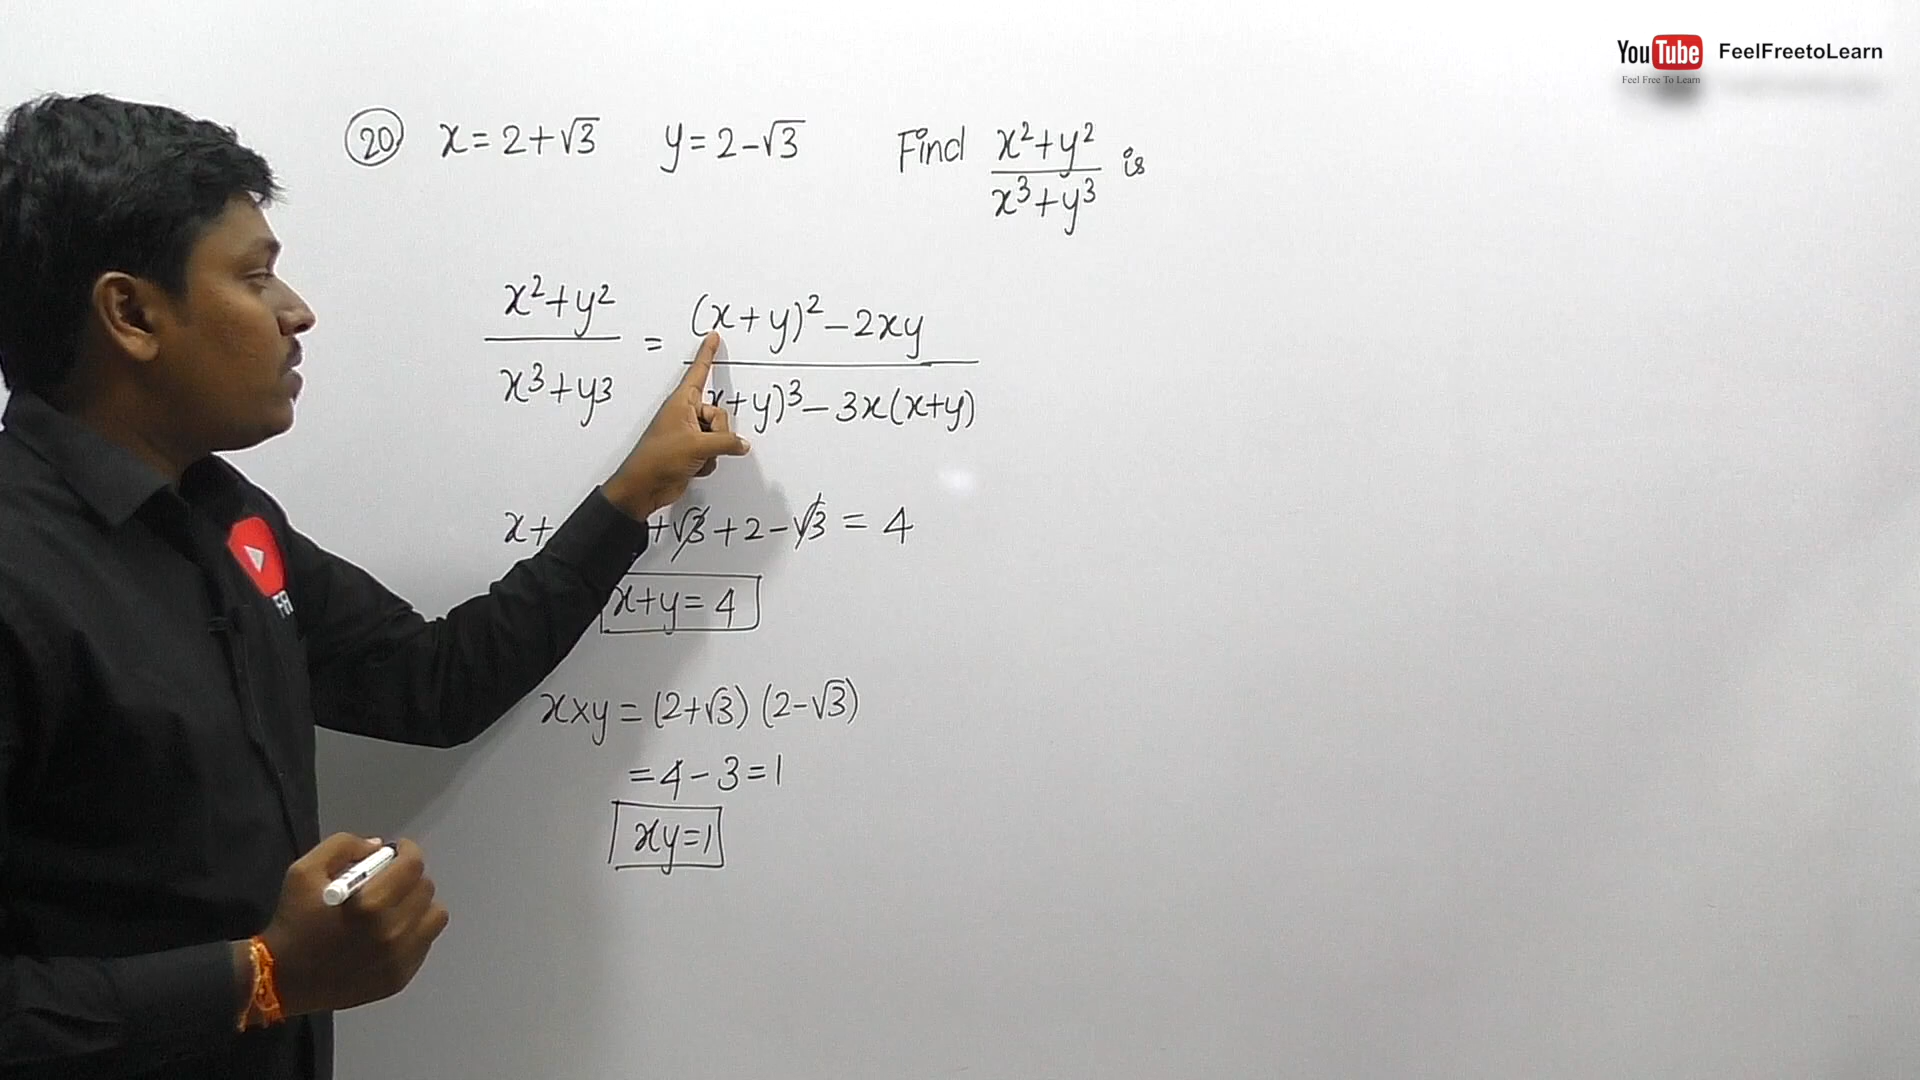 YouTube FeelFreetoLearn
Feel Free To Learn
20 x = 2+√3 y = 2-√3 Find x²+y² / x³+y³ is
x²+y² / x³+y³ = (x+y)² - 2xy / x+y)³ - 3x(x+y)
x+ +√3+2-√3 = 4
x+y = 4
x×y = (2+√3) (2-√3)
= 4-3 = 1
xy=1